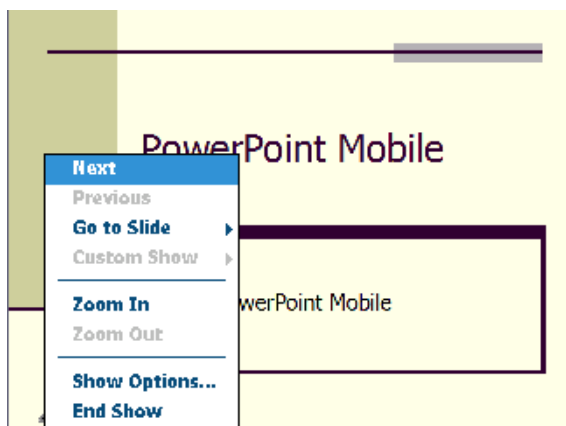 PowerPoint Mobile
Next
Previous
Go to Slide
Custom Show
Zoom In
Zoom Out
Show Options...
End Show
werPoint Mobile